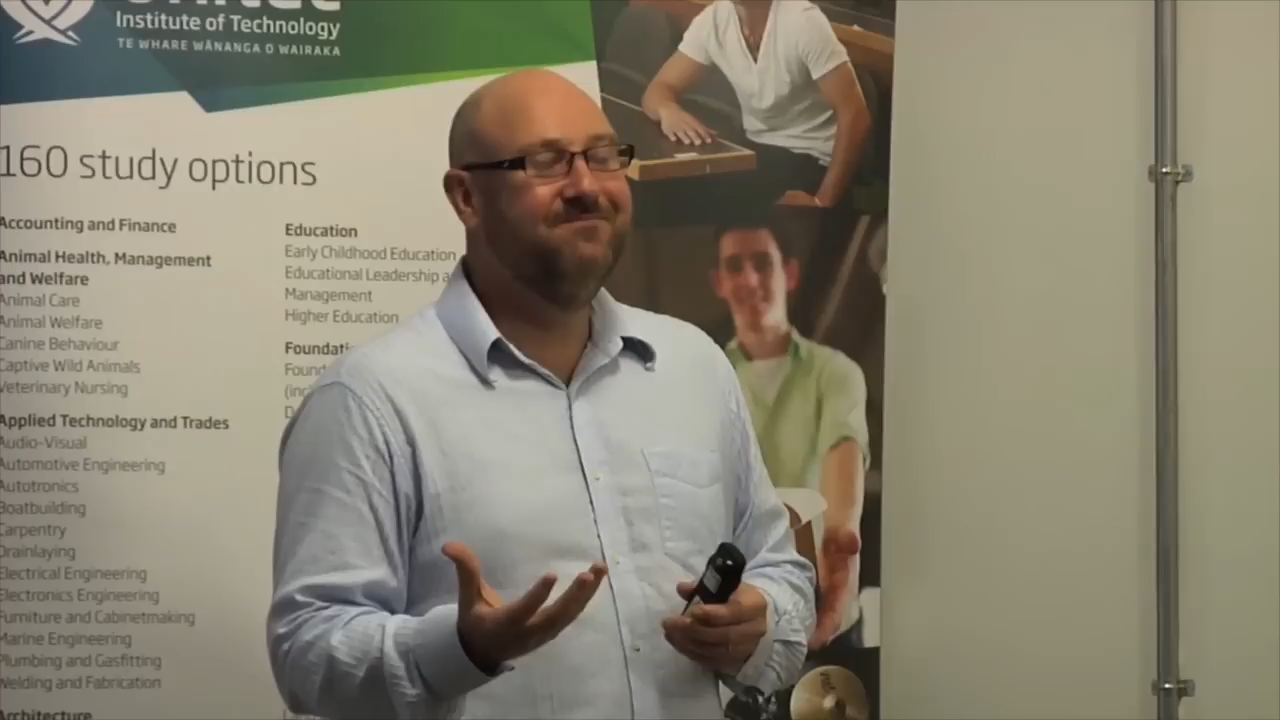 Institute of Technology
TE WHARE WĀNANGA O WAIRAKA
160 study options
Accounting and Finance
Animal Health, Management
and Welfare
Animal Care
Animal Welfare
Canine Behaviour
Captive Wild Animals
Veterinary Nursing
Applied Technology and Trades
Audio-Visual
Automotive Engineering
Autotronics
Boatbuilding
Carpentry
Drainlaying
Electrical Engineering
Electronics Engineering
Furniture and Cabinetmaking
Marine Engineering
Plumbing and Gasfitting
Welding and Fabrication
Architecture
Education
Early Childhood Education
Educational Leadership a
Management
Higher Education
Foundati
Found
(inc
D